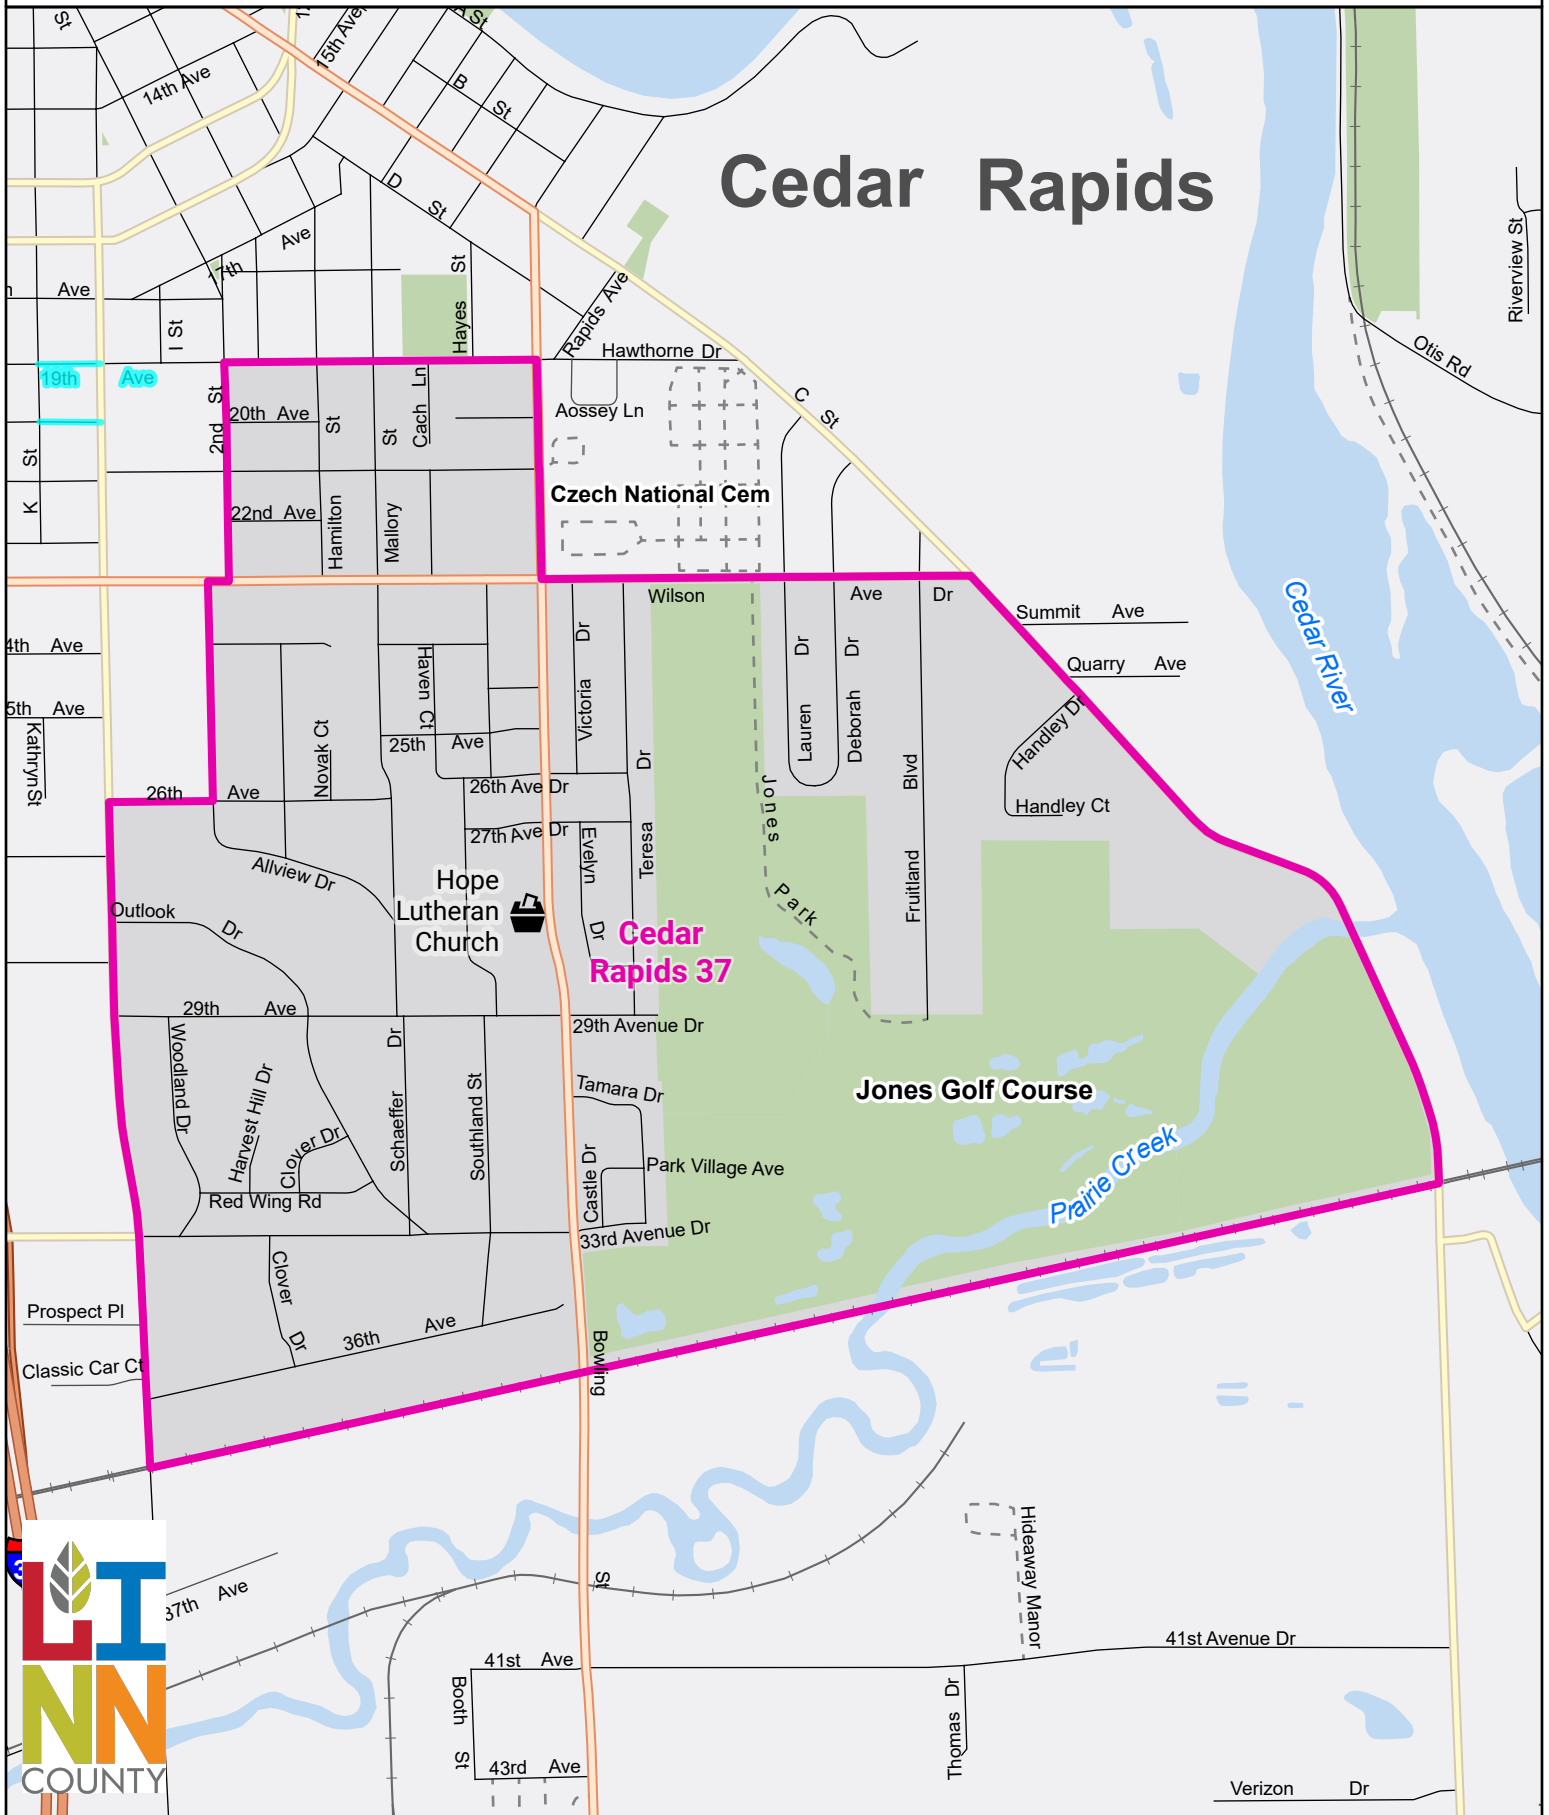 St
15th Ave
A St
14th Ave
B St
Cedar Rapids
D St
17th Ave
Ave
I St
Hayes St
Rapids Ave
Hawthorne Dr
Riverview St
Otis Rd
19th Ave
2nd St
20th Ave
St
St
Cach Ln
Aossey Ln
C St
K St
22nd Ave
Hamilton
Mallory
Czech National Cem
Wilson Ave Dr
Summit Ave
Cedar River
4th Ave
Quarry Ave
5th Ave
Kathryn St
Novak Ct
Haven Ct
25th Ave
Victoria Dr
Teresa Dr
Lauren Dr
Deborah Dr
Fruitland Blvd
Handley Dr
Handley Ct
26th Ave
26th Ave Dr
27th Ave Dr
Evelyn Dr
Jones Park
Allview Dr
Hope
Lutheran
Church
Outlook Dr
Cedar
Rapids 37
29th Ave
29th Avenue Dr
Woodland Dr
Harvest Hill Dr
Clover Dr
Schaeffer Dr
Southland St
Tamara Dr
Jones Golf Course
Castle Dr
Park Village Ave
Prairie Creek
Red Wing Rd
33rd Avenue Dr
Clover Dr
Prospect Pl
36th Ave
Classic Car Ct
Bowling St
Hideaway Manor
37th Ave
41st Ave
41st Avenue Dr
Booth St
Thomas Dr
43rd Ave
Verizon Dr
LINN
COUNTY